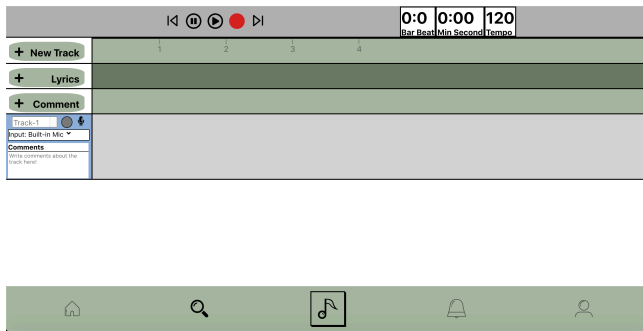 0:0 0:00 120
Bar Beat Min Second Tempo
+ New Track
1 2 3 4
+ Lyrics
+ Comment
Track-1
Input: Built-in Mic
Comments
Write comments about the
track here!